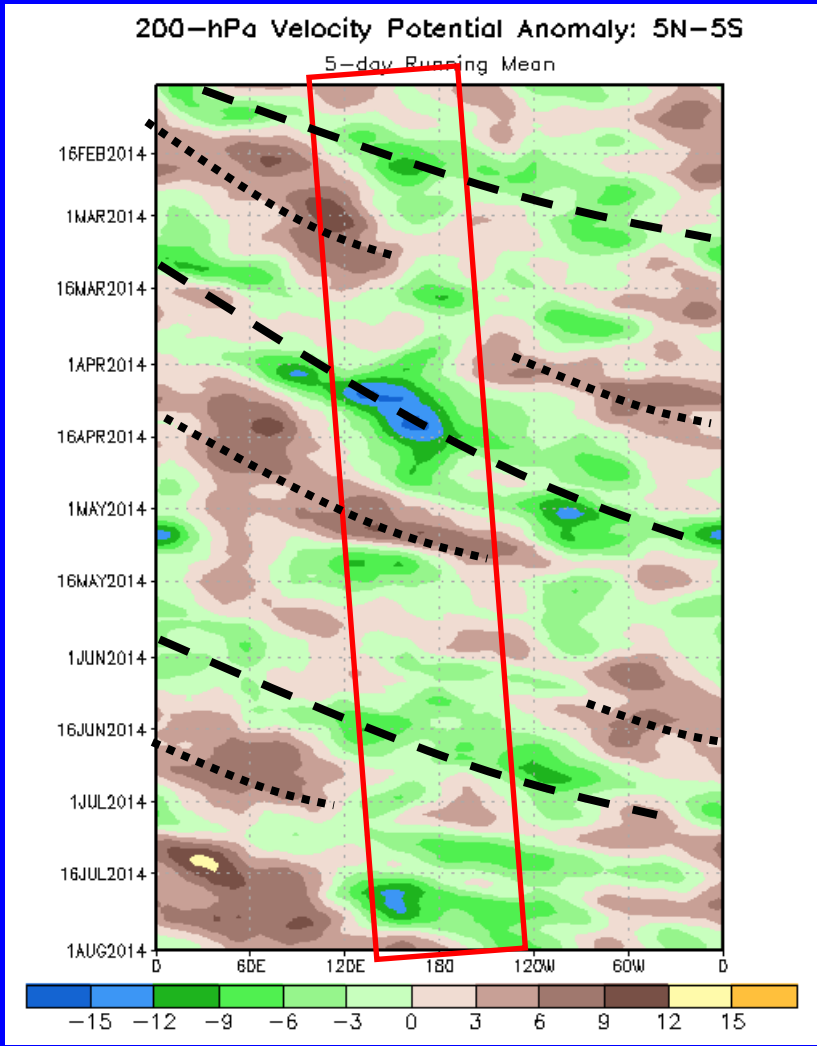 200-hPa Velocity Potential Anomaly: 5N-5S
5-day Running Mean
16FEB2014
1MAR2014
16MAR2014
1APR2014
16APR2014
1MAY2014
16MAY2014
1JUN2014
16JUN2014
1JUL2014
16JUL2014
1AUG2014
0 60E 120E 180 120W 60W 0
-15 -12 -9 -6 -3 0 3 6 9 12 15